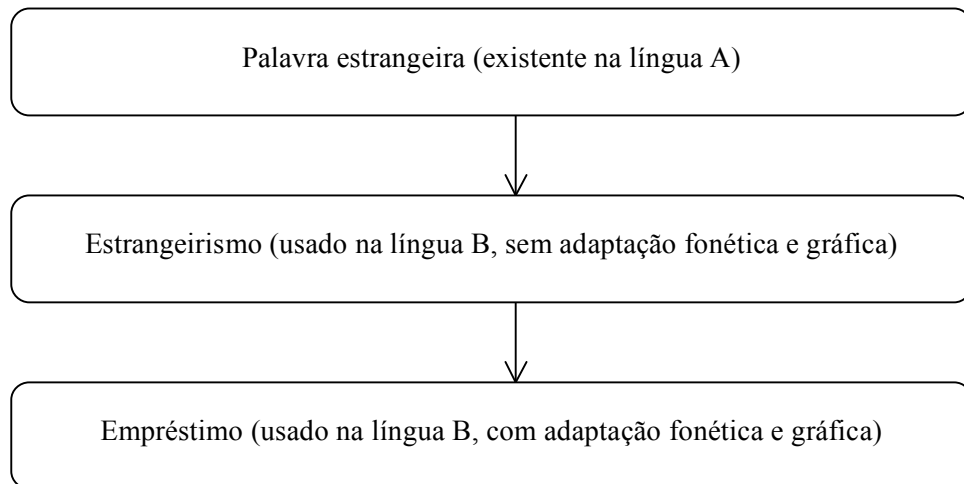 Palavra estrangeira (existente na língua A)
Estrangeirismo (usado na língua B, sem adaptação fonética e gráfica)
Empréstimo (usado na língua B, com adaptação fonética e gráfica)